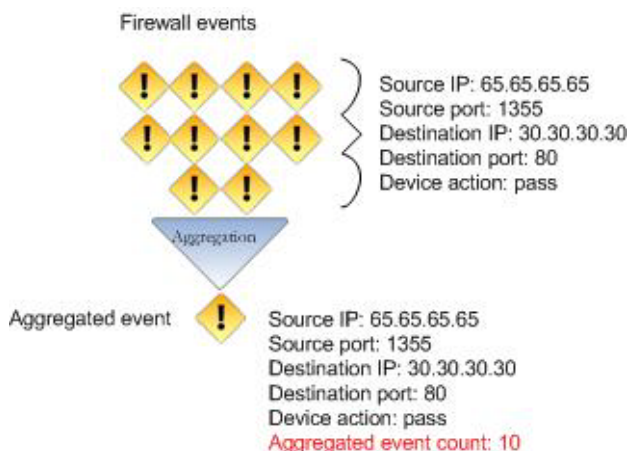 Firewall events
! ! ! !
! ! ! !
! !
Source IP: 65.65.65.65
Source port: 1355
Destination IP: 30.30.30.30
Destination port: 80
Device action: pass
Aggregation
Aggregated event
!
Source IP: 65.65.65.65
Source port: 1355
Destination IP: 30.30.30.30
Destination port: 80
Device action: pass
Aggregated event count: 10